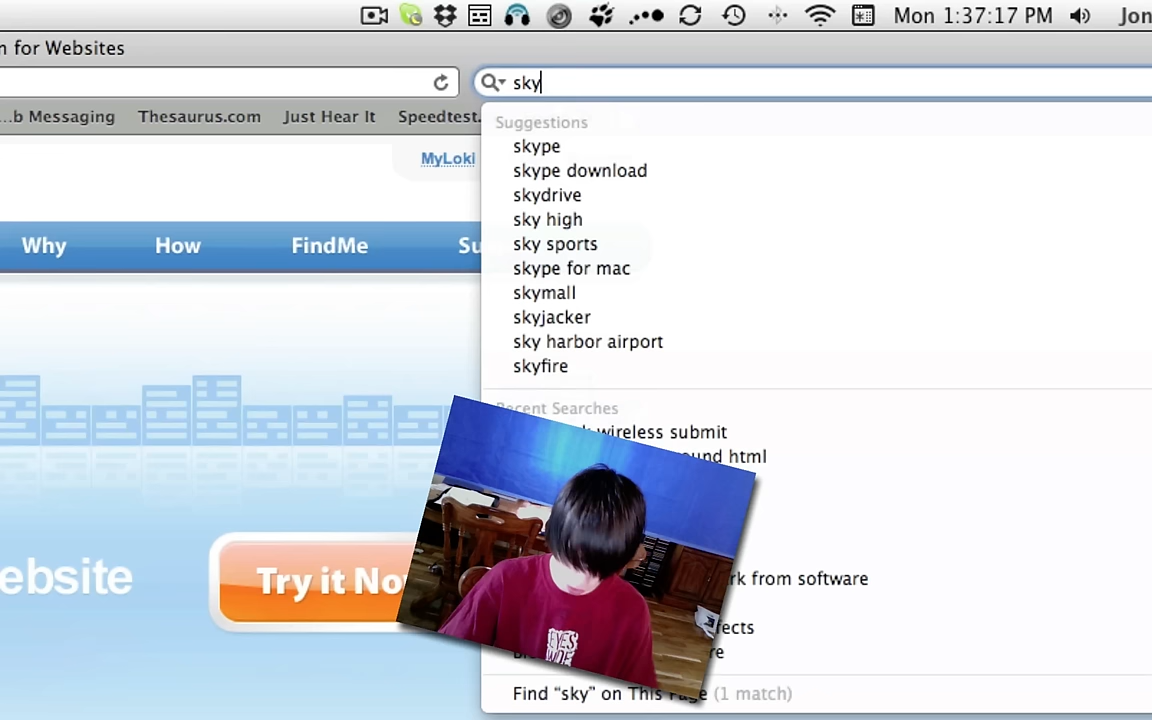 Mon 1:37:17 PM Jon
n for Websites
sky
...b Messaging Thesaurus.com Just Hear It Speedtest.
MyLoki
Why How FindMe Su
Suggestions
skype
skype download
skydrive
sky high
sky sports
skype for mac
skymall
skyjacker
sky harbor airport
skyfire
Recent Searches
wireless submit
ound html
ebsite
Try it No
rk from software
fects
re
EYES
Find “sky” on This Page (1 match)